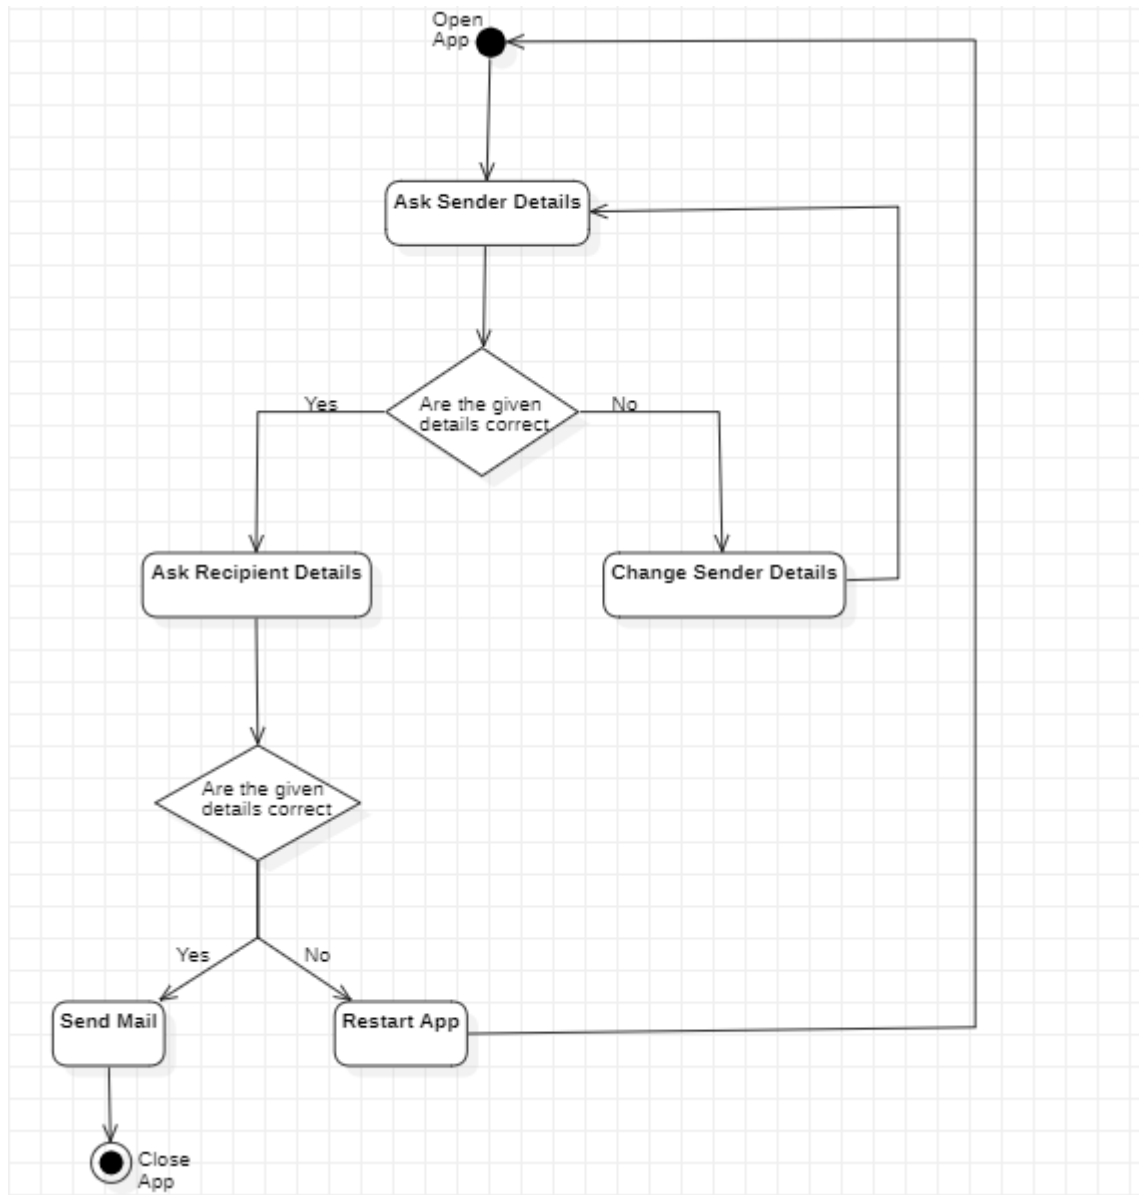 Open
App
Ask Sender Details
Yes
Are the given
details correct
No
Ask Recipient Details
Change Sender Details
Are the given
details correct
Yes
No
Send Mail
Restart App
Close
App